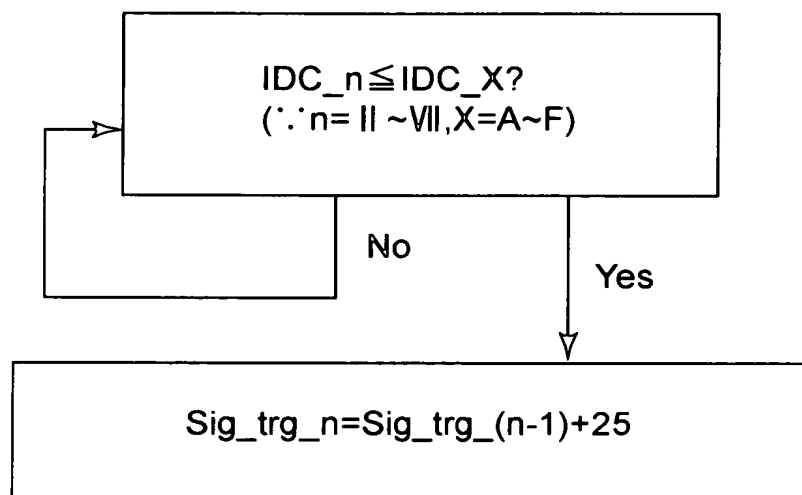 IDC_n≦IDC_X?
(∵n=Ⅱ~Ⅶ,X=A~F)
No
Yes
Sig_trg_n=Sig_trg_(n-1)+25